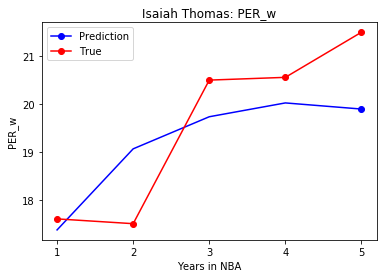 Isaiah Thomas: PER_w
Prediction
True
PER_w
21
20
19
18
1 2 3 4 5
Years in NBA